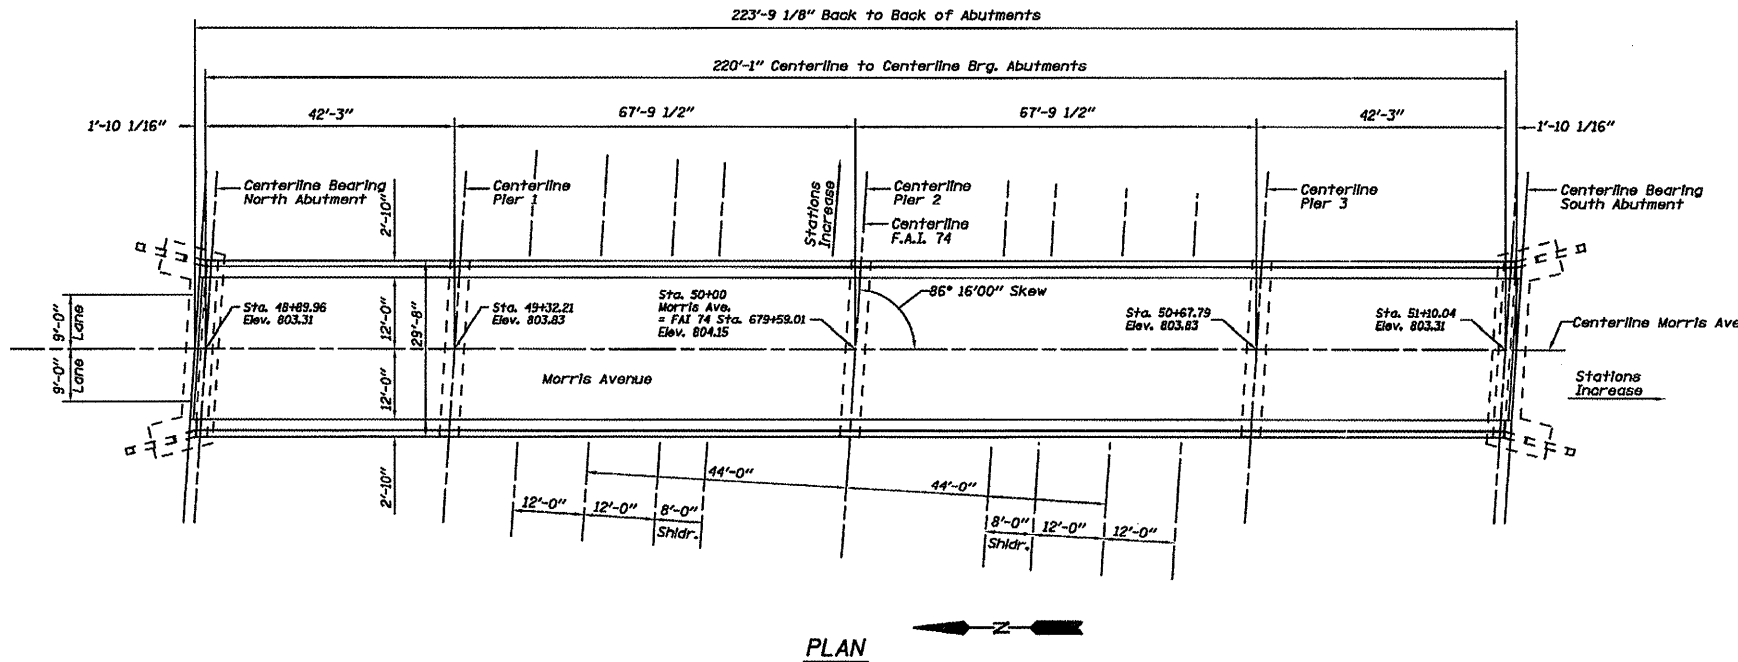 223'-9 1/8" Back to Back of Abutments
220'-1" Centerline to Centerline Brg. Abutments
1'-10 1/16"
42'-3"
67'-9 1/2"
67'-9 1/2"
42'-3"
1'-10 1/16"
Centerline Bearing
North Abutment
2'-10"
Centerline
Pier 1
Stations
Increase
Centerline
Pier 2
Centerline
F.A.I. 74
Centerline
Pier 3
Centerline Bearing
South Abutment
9'-0"
Lane
9'-0"
Lane
Sta. 48+89.96
Elev. 803.31
12'-0"
12'-0"
29'-8"
Sta. 49+32.21
Elev. 803.83
Sta. 50+00
Morris Ave.
= FAI 74 Sta. 679+59.01
Elev. 804.15
86° 16'00" Skew
Sta. 50+67.79
Elev. 803.83
Sta. 51+10.04
Elev. 803.31
Centerline Morris Ave
Morris Avenue
Stations
Increase
2'-10"
44'-0"
44'-0"
12'-0"
12'-0"
8'-0"
Shldr.
8'-0"
Shldr.
12'-0"
12'-0"
N
PLAN